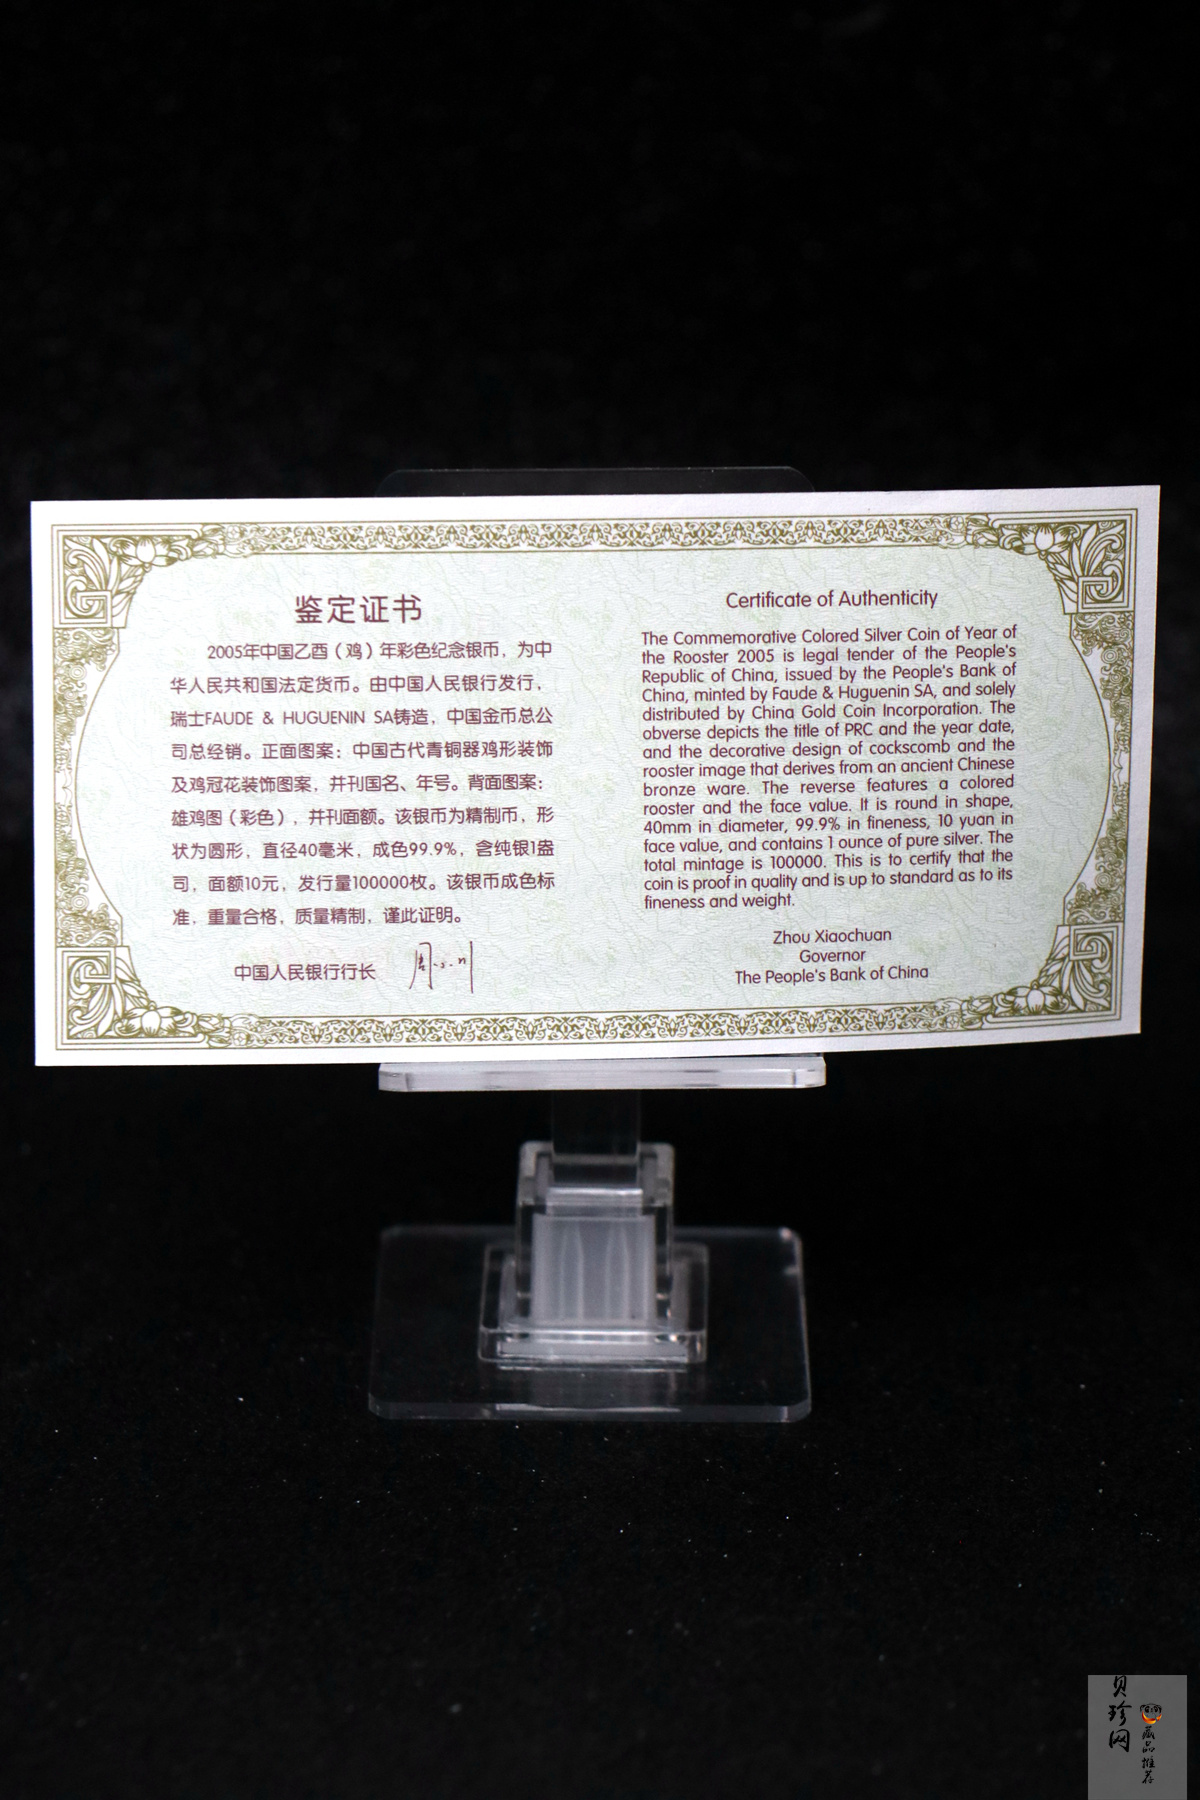 鉴定证书
2005年中国乙酉（鸡）年彩色纪念银币，为中
华人民共和国法定货币。由中国人民银行发行，
瑞士FAUDE & HUGUENIN SA铸造，中国金币总公
司总经销。正面图案：中国古代青铜器鸡形装饰
及鸡冠花装饰图案，并刊国名、年号。背面图案：
雄鸡图（彩色），并刊面额。该银币为精制币，形
状为圆形，直径40毫米，成色99.9%，含纯银1盎
司，面额10元，发行量100000枚。该银币成色标
准，重量合格，质量精制，谨此证明。
中国人民银行行长
Certificate of Authenticity
The Commemorative Colored Silver Coin of Year of
the Rooster 2005 is legal tender of the People's
Republic of China, issued by the People's Bank of
China, minted by Faude & Huguenin SA, and solely
distributed by China Gold Coin Incorporation. The
obverse depicts the title of PRC and the year date,
and the decorative design of cockscomb and the
rooster image that derives from an ancient Chinese
bronze ware. The reverse features a colored
rooster and the face value. It is round in shape,
40mm in diameter, 99.9% in fineness, 10 yuan in
face value, and contains 1 ounce of pure silver. The
total mintage is 100000. This is to certify that the
coin is proof in quality and is up to standard as to its
fineness and weight.
Zhou Xiaochuan
Governor
The People's Bank of China
贝珍网
藏品推荐